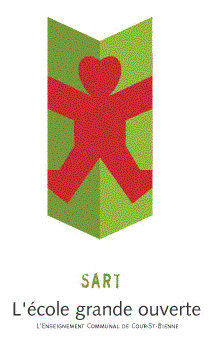 SART
L'école grande ouverte
L'Enseignement Communal de Cour-St-Etienne